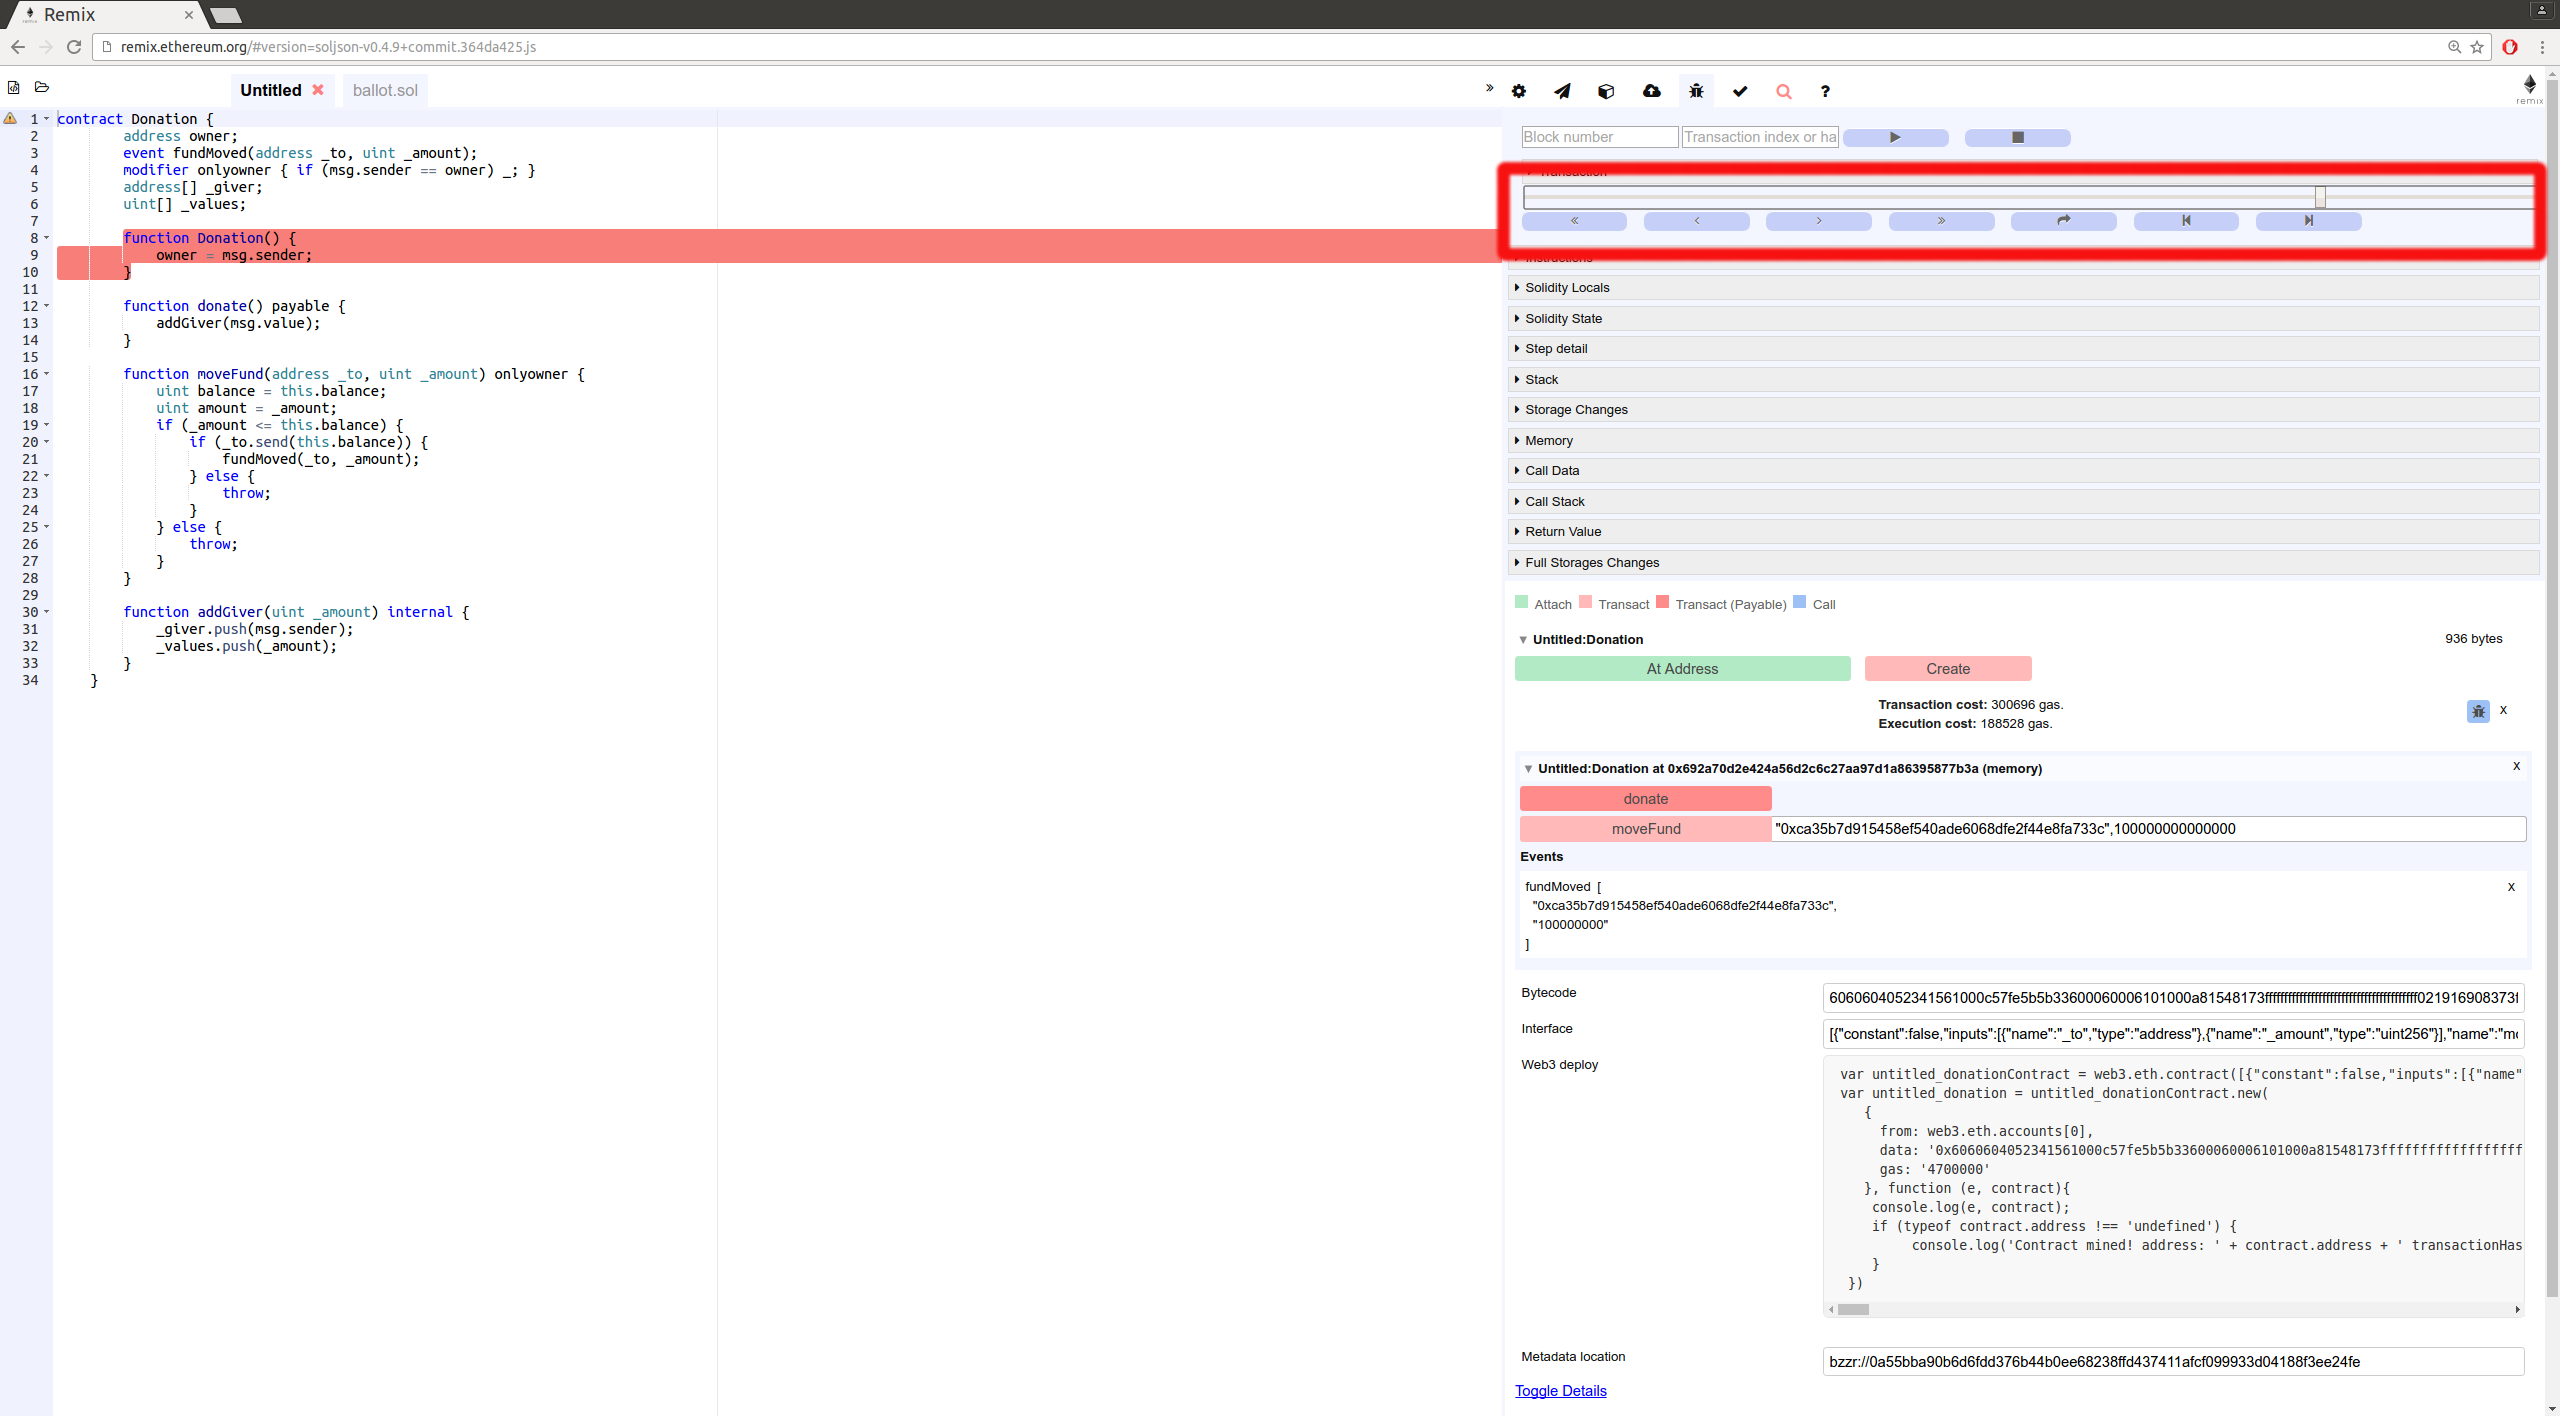 Remix
remix.ethereum.org/#version=soljson-v0.4.9+commit.364da425.js
Untitled
ballot.sol
»
?
remix
1 contract Donation {
2 address owner;
3 event fundMoved(address _to, uint _amount);
4 modifier onlyowner { if (msg.sender == owner) _; }
5 address[] _giver;
6 uint[] _values;
7
8 function Donation() {
9 owner = msg.sender;
10 }
11
12 function donate() payable {
13 addGiver(msg.value);
14 }
15
16 function moveFund(address _to, uint _amount) onlyowner {
17 uint balance = this.balance;
18 uint amount = _amount;
19 if (_amount <= this.balance) {
20 if (_to.send(this.balance)) {
21 fundMoved(_to, _amount);
22 } else {
23 throw;
24 }
25 } else {
26 throw;
27 }
28 }
29
30 function addGiver(uint _amount) internal {
31 _giver.push(msg.sender);
32 _values.push(_amount);
33 }
34 }
Block number
Transaction index or ha
Transaction
« ‹ › »
Instructions
Solidity Locals
Solidity State
Step detail
Stack
Storage Changes
Memory
Call Data
Call Stack
Return Value
Full Storages Changes
Attach Transact Transact (Payable) Call
Untitled:Donation 936 bytes
At Address Create
Transaction cost: 300696 gas.
Execution cost: 188528 gas.
x
Untitled:Donation at 0x692a70d2e424a56d2c6c27aa97d1a86395877b3a (memory) x
donate
moveFund "0xca35b7d915458ef540ade6068dfe2f44e8fa733c",100000000000000
Events
fundMoved [ x
"0xca35b7d915458ef540ade6068dfe2f44e8fa733c",
"100000000"
]
Bytecode 6060604052341561000c57fe5b5b33600060006101000a81548173ffffffffffffffffffffffffffffffffffffffff021916908373f
Interface [{"constant":false,"inputs":[{"name":"_to","type":"address"},{"name":"_amount","type":"uint256"}],"name":"mo
Web3 deploy
var untitled_donationContract = web3.eth.contract([{"constant":false,"inputs":[{"name"
var untitled_donation = untitled_donationContract.new(
{
from: web3.eth.accounts[0],
data: '0x6060604052341561000c57fe5b5b33600060006101000a81548173ffffffffffffffffff
gas: '4700000'
}, function (e, contract){
console.log(e, contract);
if (typeof contract.address !== 'undefined') {
console.log('Contract mined! address: ' + contract.address + ' transactionHas
}
})
Metadata location bzzr://0a55bba90b6d6fdd376b44b0ee68238ffd437411afcf099933d04188f3ee24fe
Toggle Details